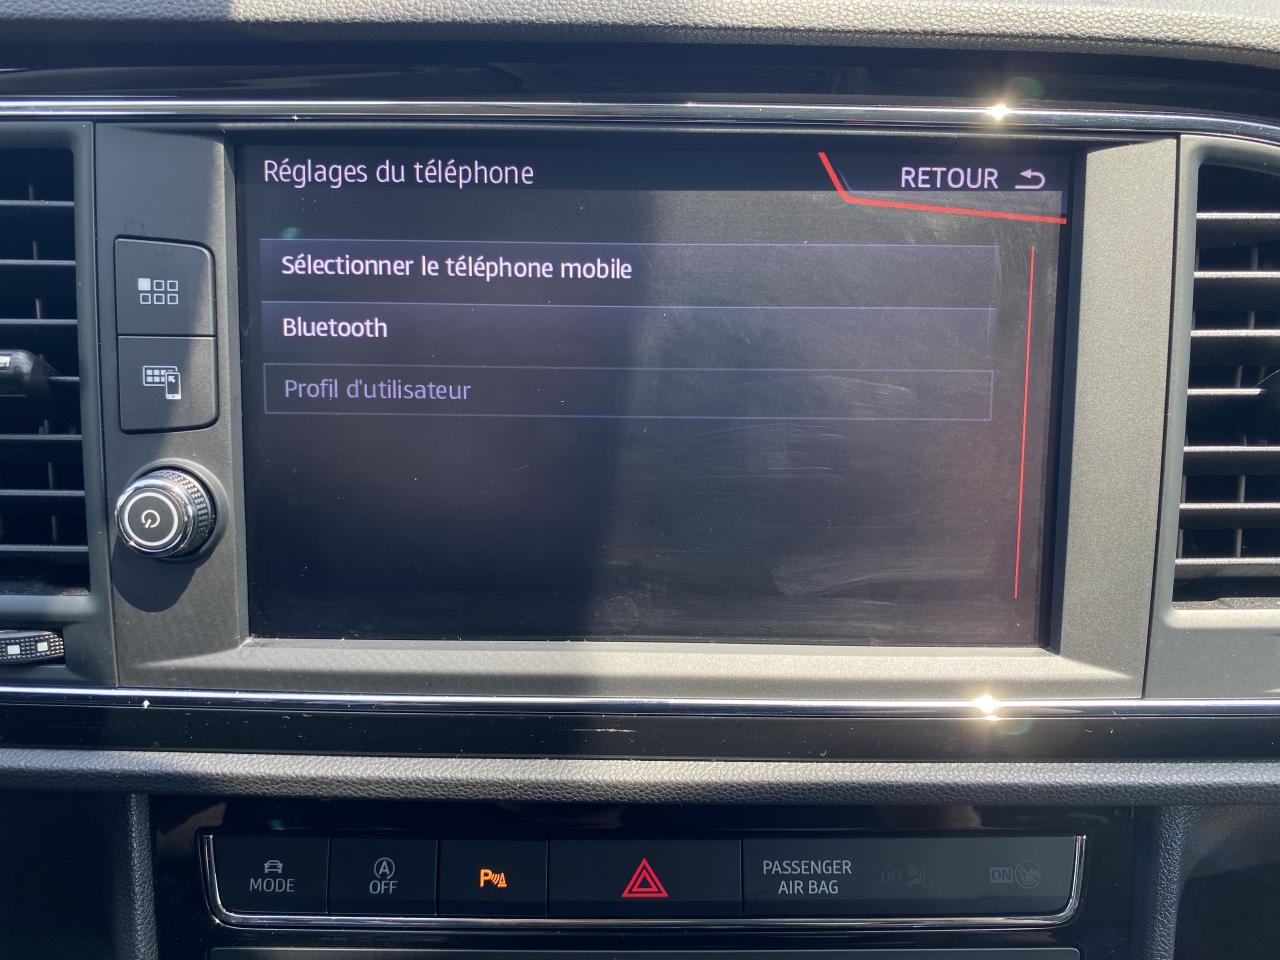 Réglages du téléphone
RETOUR
Sélectionner le téléphone mobile
Bluetooth
Profil d'utilisateur
MODE
A
OFF
P
PASSENGER
AIR BAG
OFF
ON